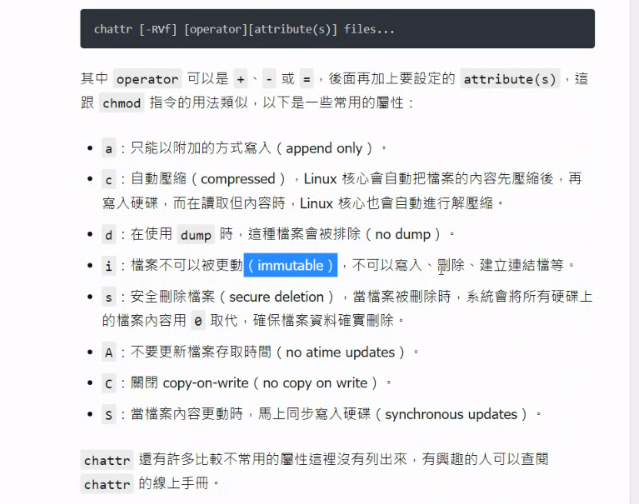 chattr [-RVf] [operator][attribute(s)] files...
其中 operator 可以是 +、- 或 =，後面再加上要設定的 attribute(s)，這
跟 chmod 指令的用法類似，以下是一些常用的屬性：
• a：只能以附加的方式寫入（append only）。
• c：自動壓縮（compressed），Linux 核心會自動把檔案的內容先壓縮後，再
寫入硬碟，而在讀取但內容時，Linux 核心也會自動進行解壓縮。
• d：在使用 dump 時，這種檔案會被排除（no dump）。
• i：檔案不可以被更動（immutable），不可以寫入、刪除、建立連結檔等。
• s：安全刪除檔案（secure deletion），當檔案被刪除時，系統會將所有硬碟上
的檔案內容用 0 取代，確保檔案資料確實刪除。
• A：不要更新檔案存取時間（no atime updates）。
• C：關閉 copy-on-write（no copy on write）。
• S：當檔案內容更動時，馬上同步寫入硬碟（synchronous updates）。
chattr 還有許多比較不常用的屬性這裡沒有列出來，有興趣的人可以查閱
chattr 的線上手冊。